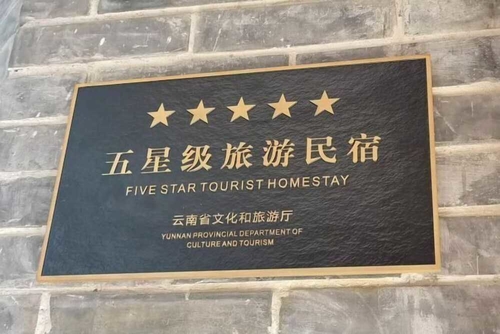 五星级旅游民宿
FIVE STAR TOURIST HOMESTAY
云南省文化和旅游厅
YUNNAN PROVINCIAL DEPARTMENT OF
CULTURE AND TOURISM